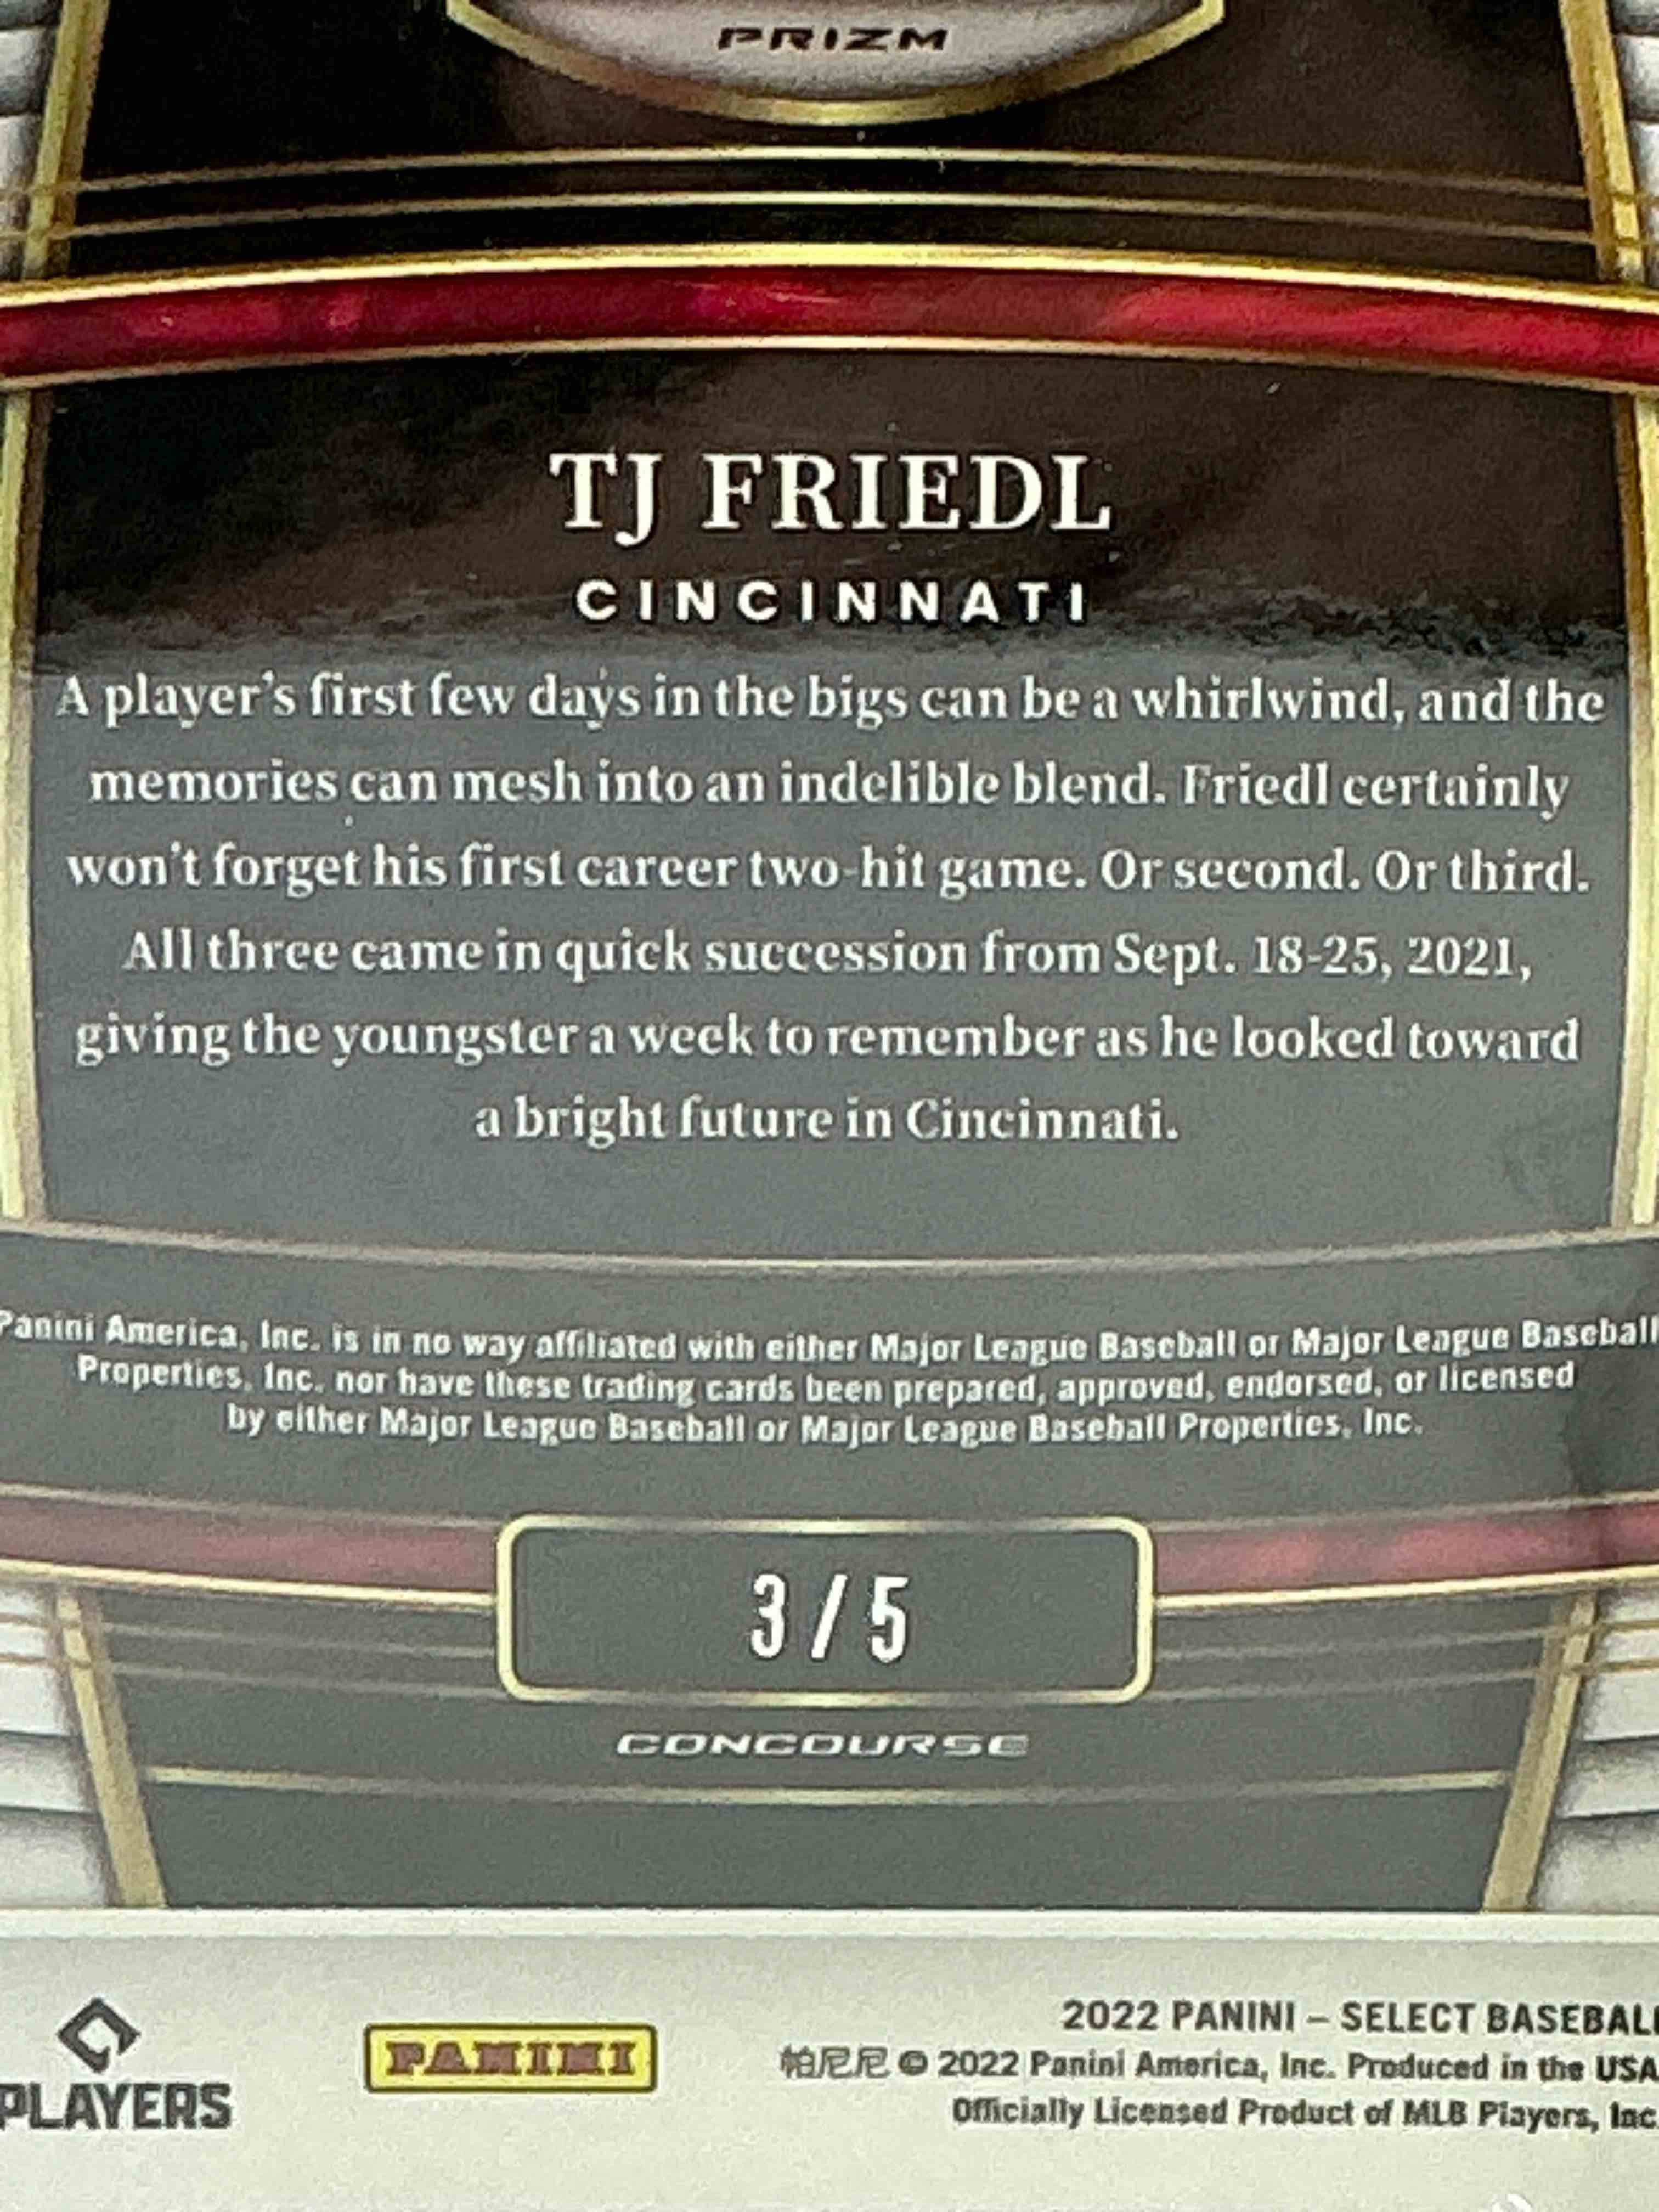 PRIZM
TJ FRIEDL
CINCINNATI
A player's first few days in the bigs can be a whirlwind, and the
memories can mesh into an indelible blend. Friedl certainly
won't forget his first career two-hit game. Or second. Or third.
All three came in quick succession from Sept. 18-25, 2021,
giving the youngster a week to remember as he looked toward
a bright future in Cincinnati.
Panini America, Inc. is in no way affiliated with either Major League Baseball or Major League Baseball
Properties, Inc. nor have these trading cards been prepared, approved, endorsed, or licensed
by either Major League Baseball or Major League Baseball Properties, Inc.
3 / 5
CONCOURSE
PLAYERS
PANINI
2022 PANINI – SELECT BASEBALL
帕尼尼 © 2022 Panini America, Inc. Produced in the USA
Officially Licensed Product of MLB Players, Inc.